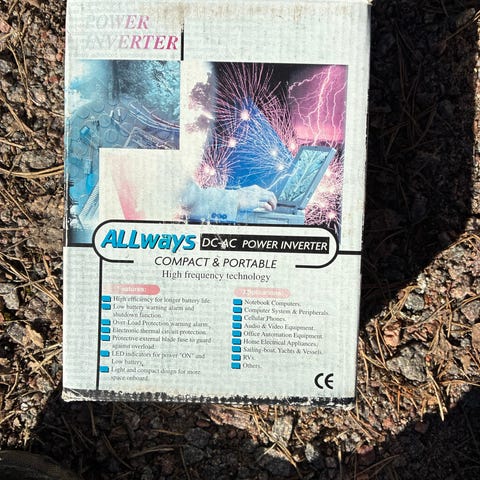 POWER
INVERTER
ALLways DC-AC POWER INVERTER
COMPACT & PORTABLE
High frequency technology
Features:
High efficiency for longer battery life.
Low battery warning alarm and
shutdown function.
Over-Load Protection warning alarm.
Electronic thermal circuit protection.
Protective external blade fuse to guard
against overload.
LED indicators for power "ON" and
Low battery.
Light and compact design for more
space onboard.
Applications:
Notebook Computers.
Computer System & Peripherals.
Cellular Phones.
Audio & Video Equipment.
Office Automation Equipment.
Home Electrical Appliances.
Sailing-boat, Yachts & Vessels.
RVs.
Others.
CE